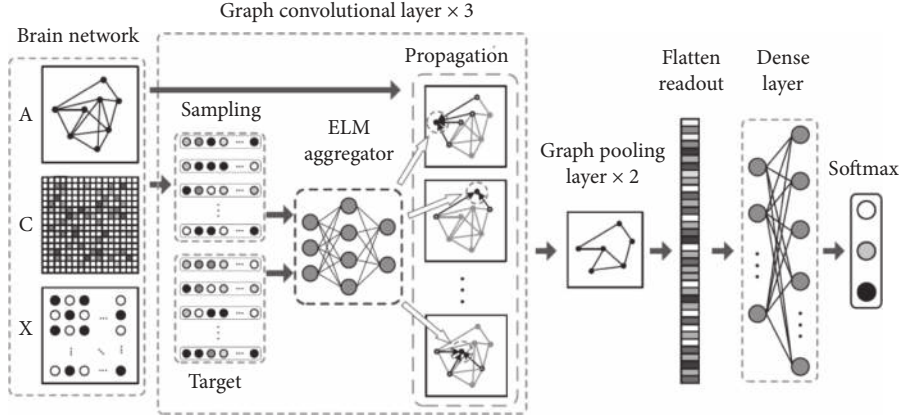 Graph convolutional layer × 3
Brain network
Propagation
Flatten
readout
Dense
layer
A
Sampling
ELM
aggregator
Graph pooling
layer × 2
Softmax
C
X
Target